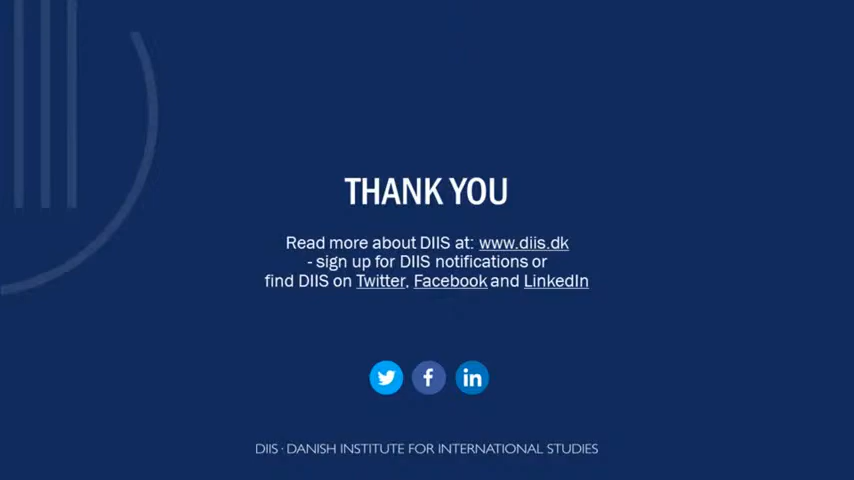 THANK YOU
Read more about DIIS at: www.diis.dk
- sign up for DIIS notifications or
find DIIS on Twitter, Facebook and LinkedIn
f in
DIIS · DANISH INSTITUTE FOR INTERNATIONAL STUDIES